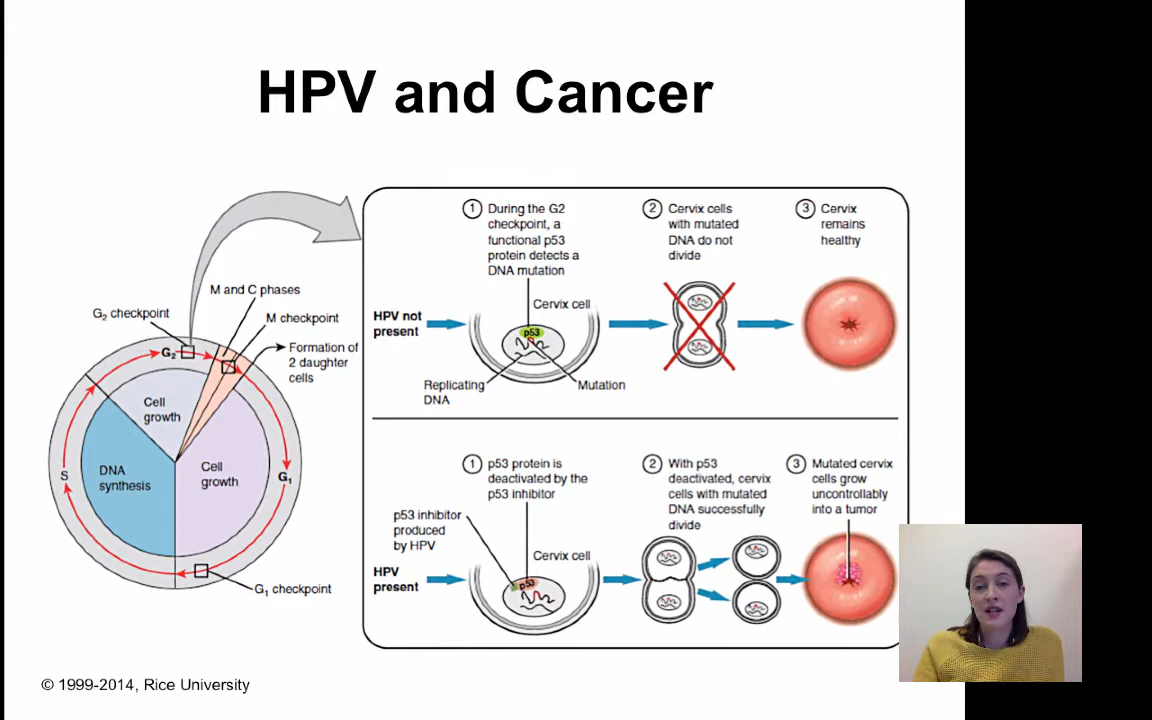 HPV and Cancer
M and C phases
G2 checkpoint
M checkpoint
G2
Formation of
2 daughter
cells
Cell
growth
DNA
synthesis
Cell
growth
S
G1
G1 checkpoint
1 During the G2
checkpoint, a
functional p53
protein detects a
DNA mutation
2 Cervix cells
with mutated
DNA do not
divide
3 Cervix
remains
healthy
Cervix cell
HPV not
present
p53
Replicating
DNA
Mutation
1 p53 protein is
deactivated by the
p53 inhibitor
2 With p53
deactivated, cervix
cells with mutated
DNA successfully
divide
3 Mutated cervix
cells grow
uncontrollably
into a tumor
p53 inhibitor
produced
by HPV
Cervix cell
HPV
present
p53
© 1999-2014, Rice University